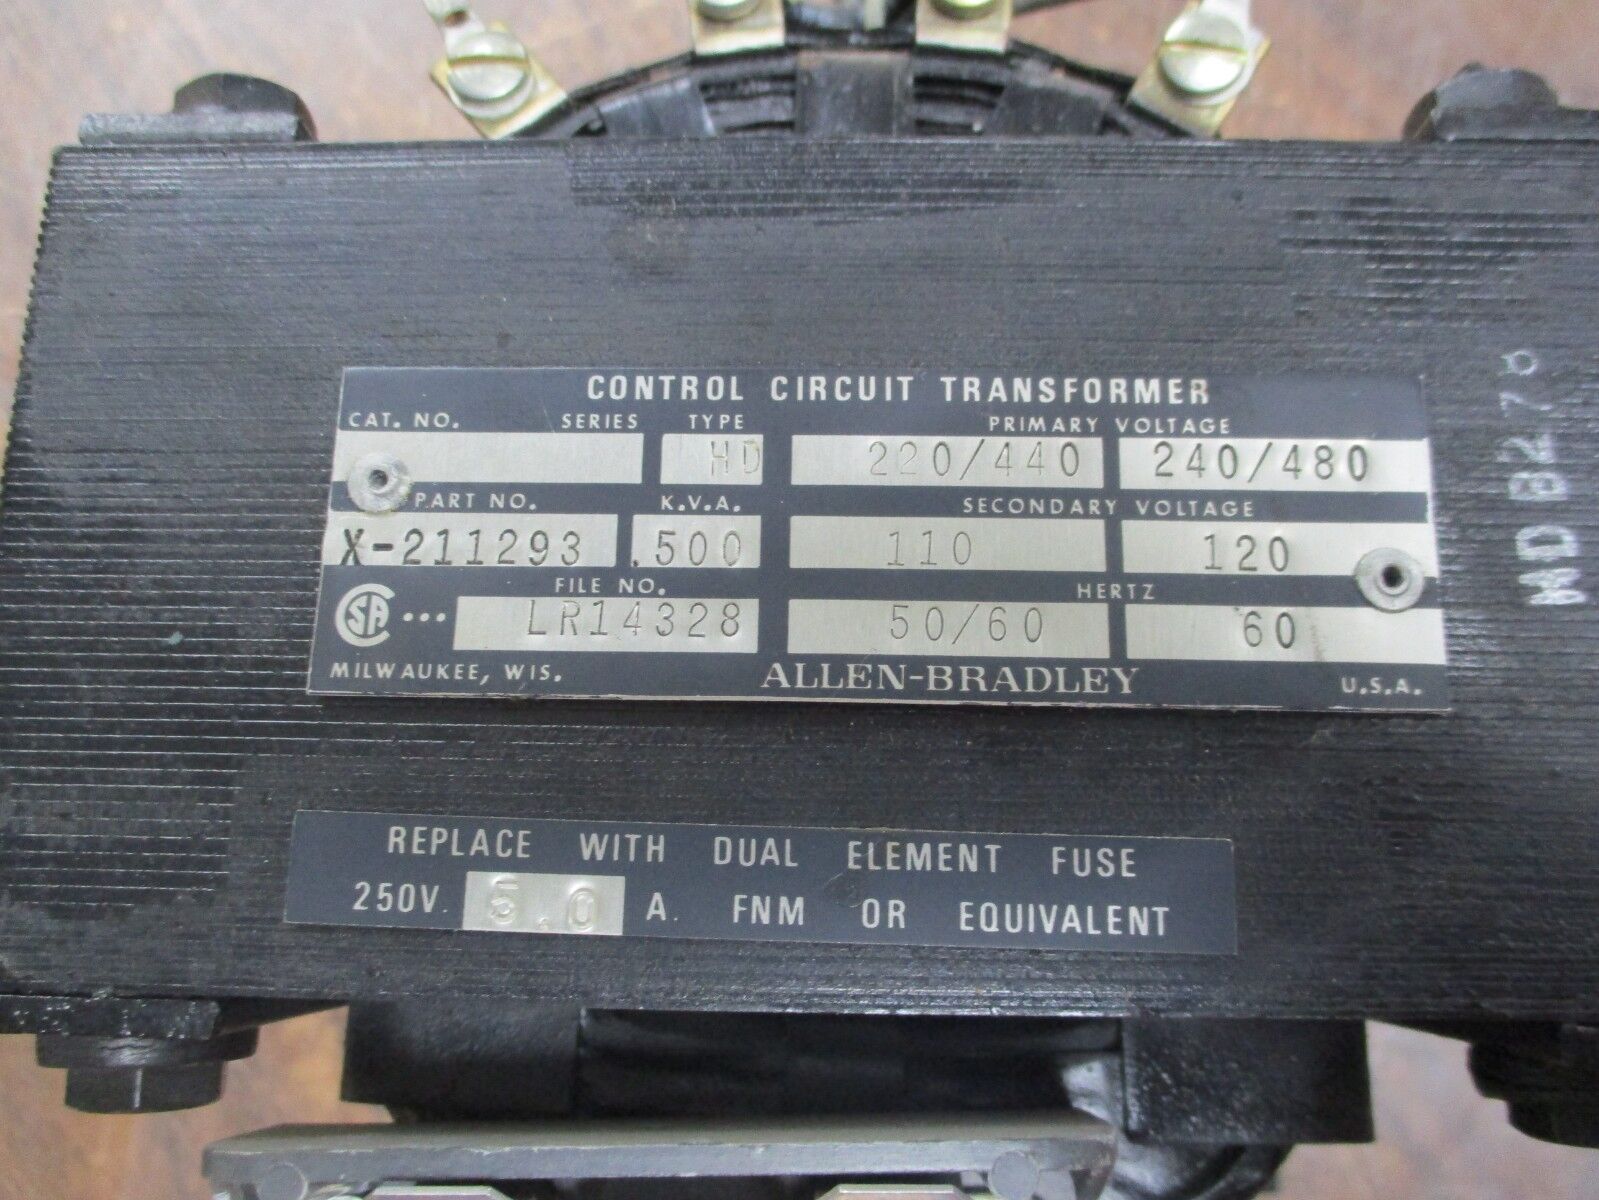 CONTROL CIRCUIT TRANSFORMER
CAT. NO. SERIES TYPE PRIMARY VOLTAGE
HD 220/440 240/480
PART NO. K.V.A. SECONDARY VOLTAGE
X-211293 .500 110 120
FILE NO. HERTZ
CSA ... LR14328 50/60 60
MILWAUKEE, WIS. ALLEN-BRADLEY U.S.A.
REPLACE WITH DUAL ELEMENT FUSE
250V. 5.0 A. FNM OR EQUIVALENT